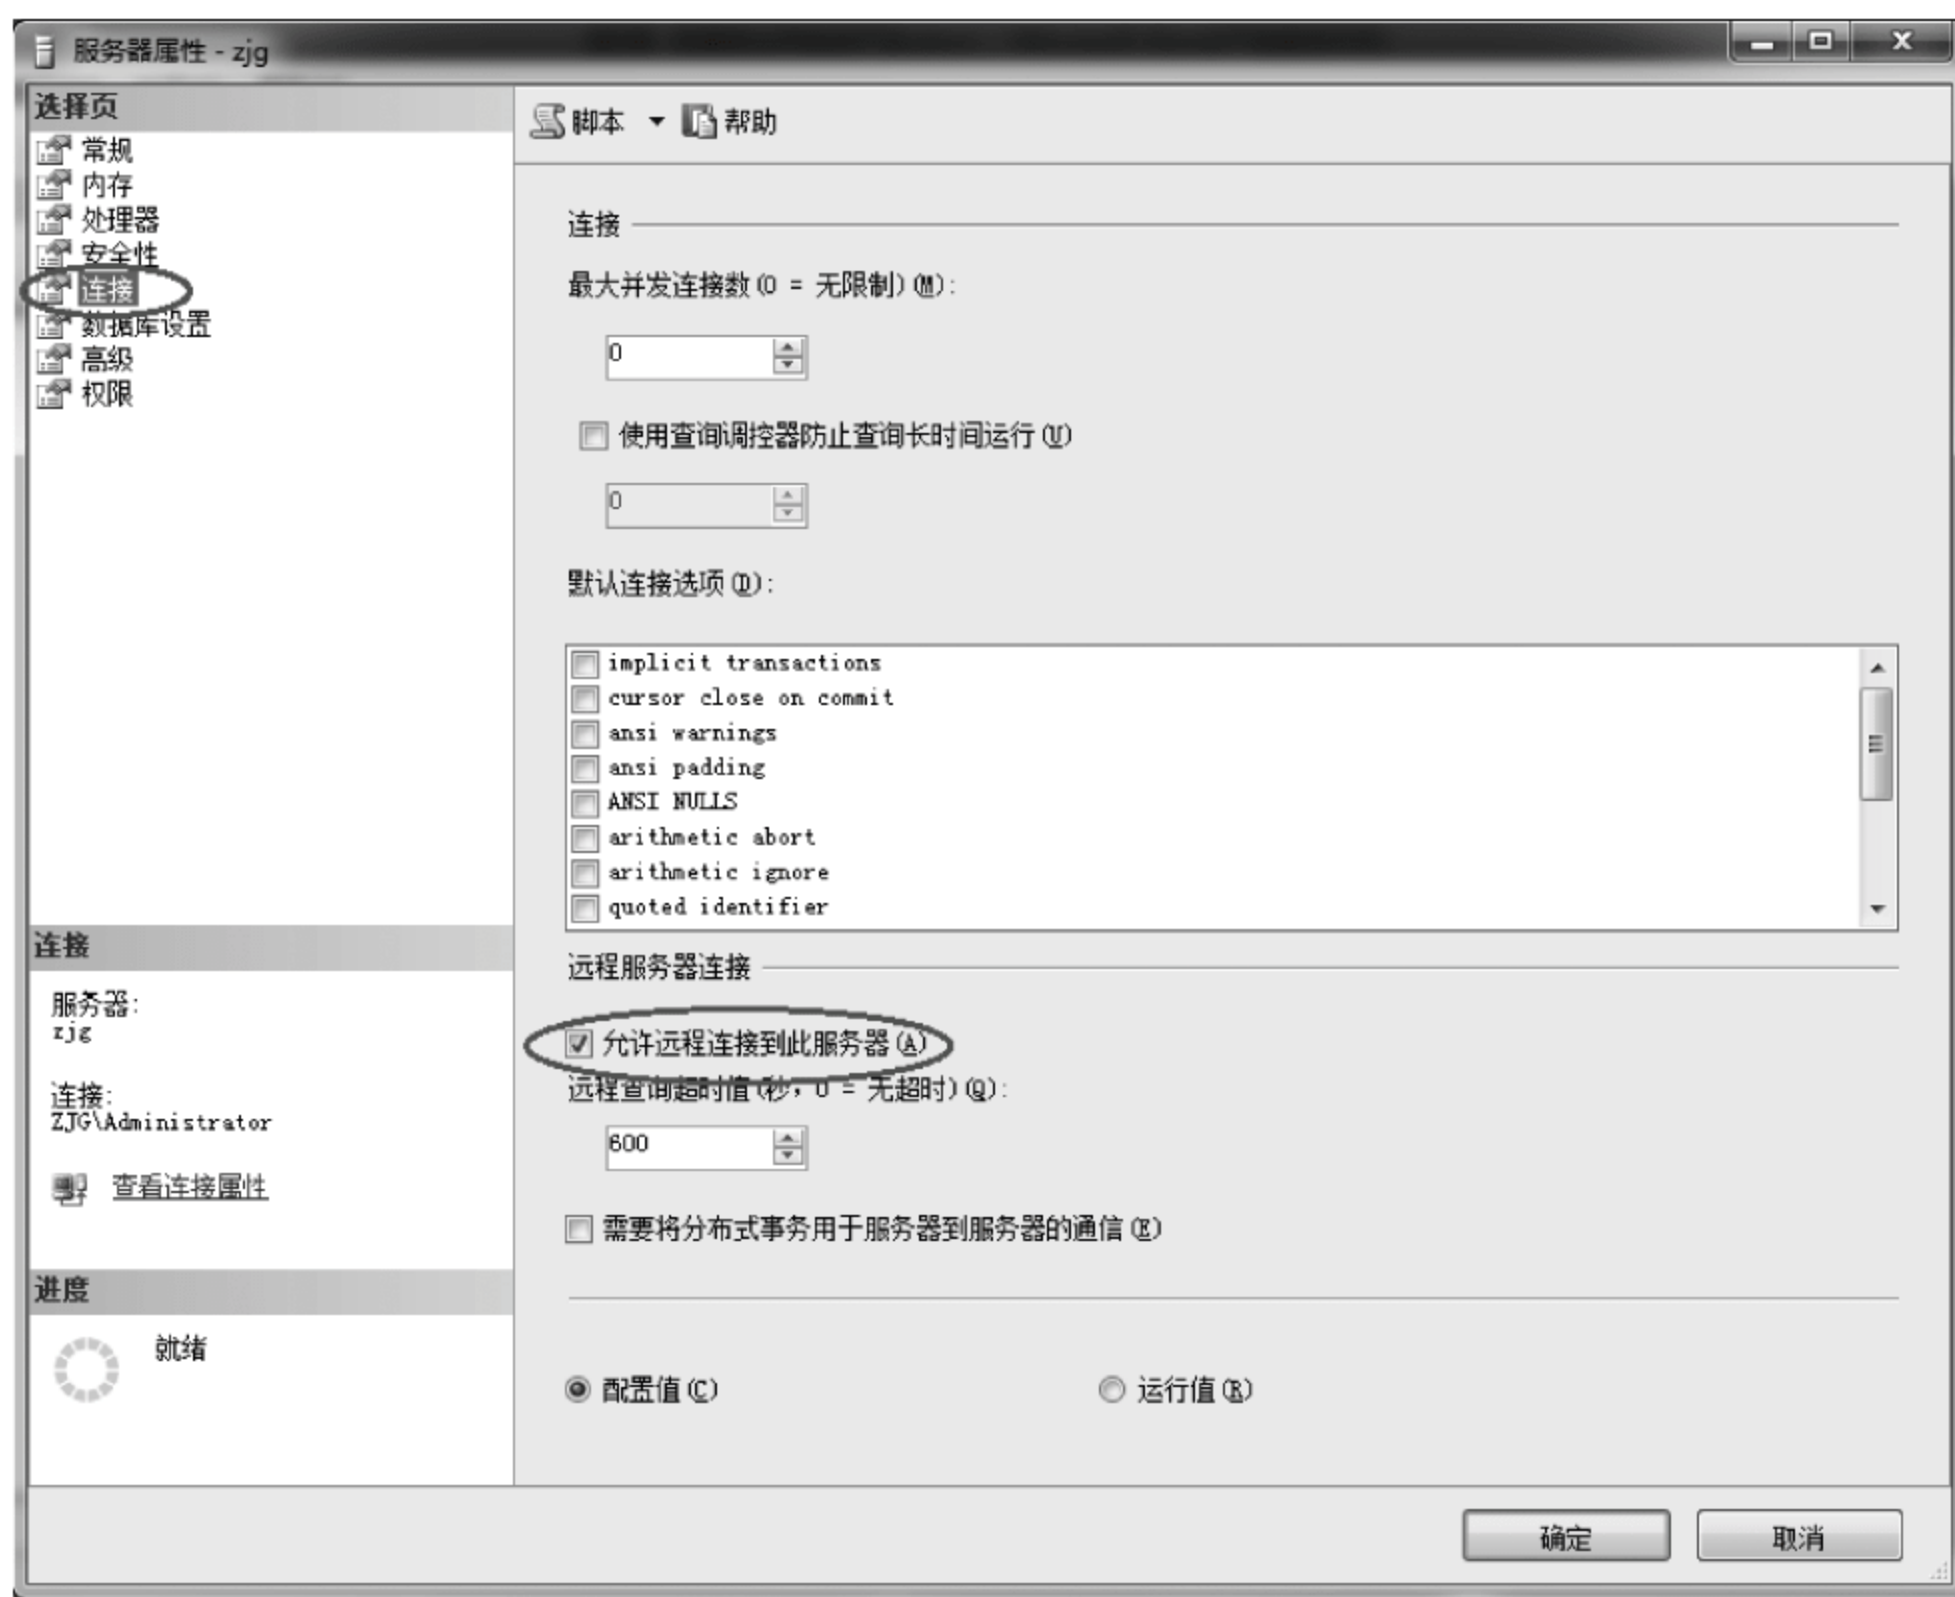 服务器属性 - zjg
选择页
常规
内存
处理器
安全性
连接
数据库设置
高级
权限
连接
服务器:
zjg
连接:
ZJG\Administrator
查看连接属性
进度
就绪
脚本 帮助
连接
最大并发连接数(0 = 无限制)(M):
0
使用查询调控器防止查询长时间运行(U)
0
默认连接选项(D):
implicit transactions
cursor close on commit
ansi warnings
ansi padding
ANSI NULLS
arithmetic abort
arithmetic ignore
quoted identifier
远程服务器连接
允许远程连接到此服务器(A)
远程查询超时值(秒，0 = 无超时)(Q):
600
需要将分布式事务用于服务器到服务器的通信(E)
配置值(C) 运行值(R)
确定 取消